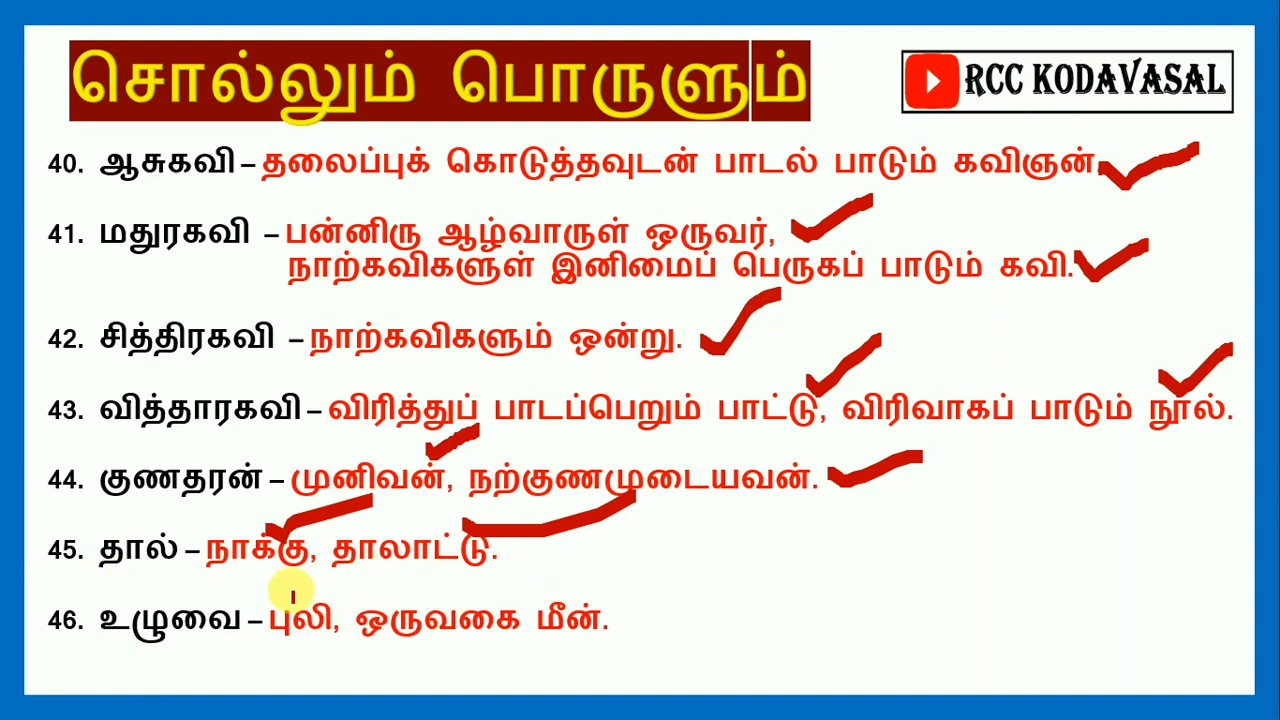 சொல்லும் பொருளும்
RCC KODAVASAL
40. ஆசுகவி – தலைப்புக் கொடுத்தவுடன் பாடல் பாடும் கவிஞன்.
41. மதுரகவி – பன்னிரு ஆழ்வாருள் ஒருவர்,
நாற்கவிகளுள் இனிமைப் பெருகப் பாடும் கவி.
42. சித்திரகவி – நாற்கவிகளும் ஒன்று.
43. வித்தாரகவி – விரித்துப் பாடப்பெறும் பாட்டு, விரிவாகப் பாடும் நூல்.
44. குணதரன் – முனிவன், நற்குணமுடையவன்.
45. தால் – நாக்கு, தாலாட்டு.
46. உழுவை – புலி, ஒருவகை மீன்.